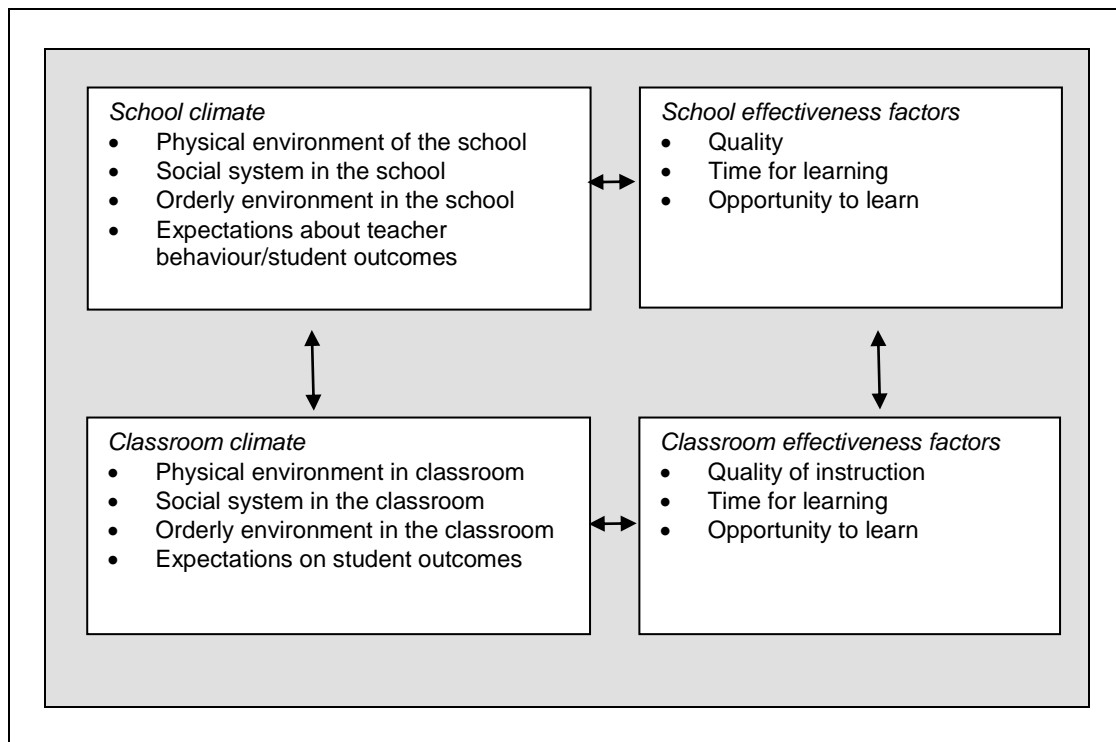 School climate
• Physical environment of the school
• Social system in the school
• Orderly environment in the school
• Expectations about teacher
behaviour/student outcomes
School effectiveness factors
• Quality
• Time for learning
• Opportunity to learn
Classroom climate
• Physical environment in classroom
• Social system in the classroom
• Orderly environment in the classroom
• Expectations on student outcomes
Classroom effectiveness factors
• Quality of instruction
• Time for learning
• Opportunity to learn